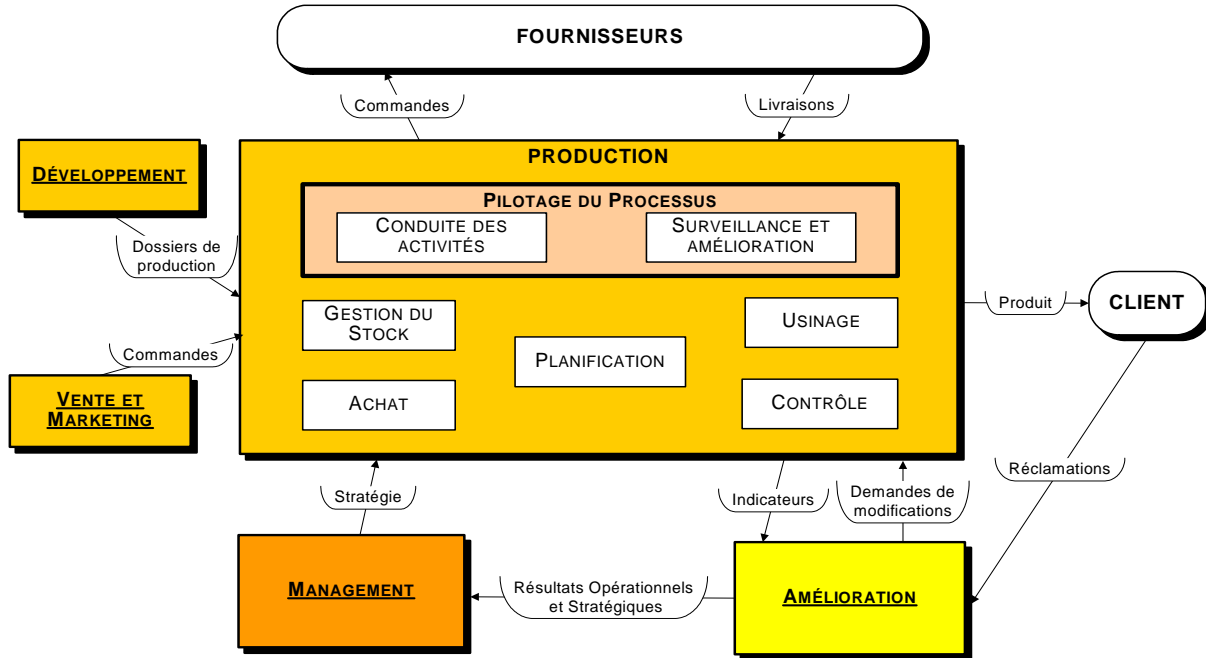 FOURNISSEURS
Commandes
Livraisons
PRODUCTION
DÉVELOPPEMENT
PILOTAGE DU PROCESSUS
CONDUITE DES
ACTIVITÉS
SURVEILLANCE ET
AMÉLIORATION
Dossiers de
production
GESTION DU
STOCK
USINAGE
Produit
CLIENT
Commandes
PLANIFICATION
VENTE ET
MARKETING
ACHAT
CONTRÔLE
Stratégie
Indicateurs
Demandes de
modifications
Réclamations
MANAGEMENT
Résultats Opérationnels
et Stratégiques
AMÉLIORATION